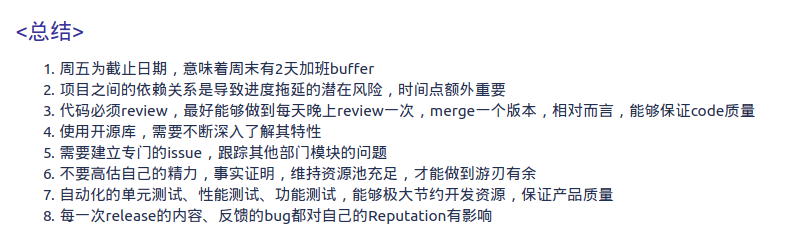 <总结>
1. 周五为截止日期，意味着周末有2天加班buffer
2. 项目之间的依赖关系是导致进度拖延的潜在风险，时间点额外重要
3. 代码必须review，最好能够做到每天晚上review一次，merge一个版本，相对而言，能够保证code质量
4. 使用开源库，需要不断深入了解其特性
5. 需要建立专门的issue，跟踪其他部门模块的问题
6. 不要高估自己的精力，事实证明，维持资源池充足，才能做到游刃有余
7. 自动化的单元测试、性能测试、功能测试，能够极大节约开发资源，保证产品质量
8. 每一次release的内容、反馈的bug都对自己的Reputation有影响